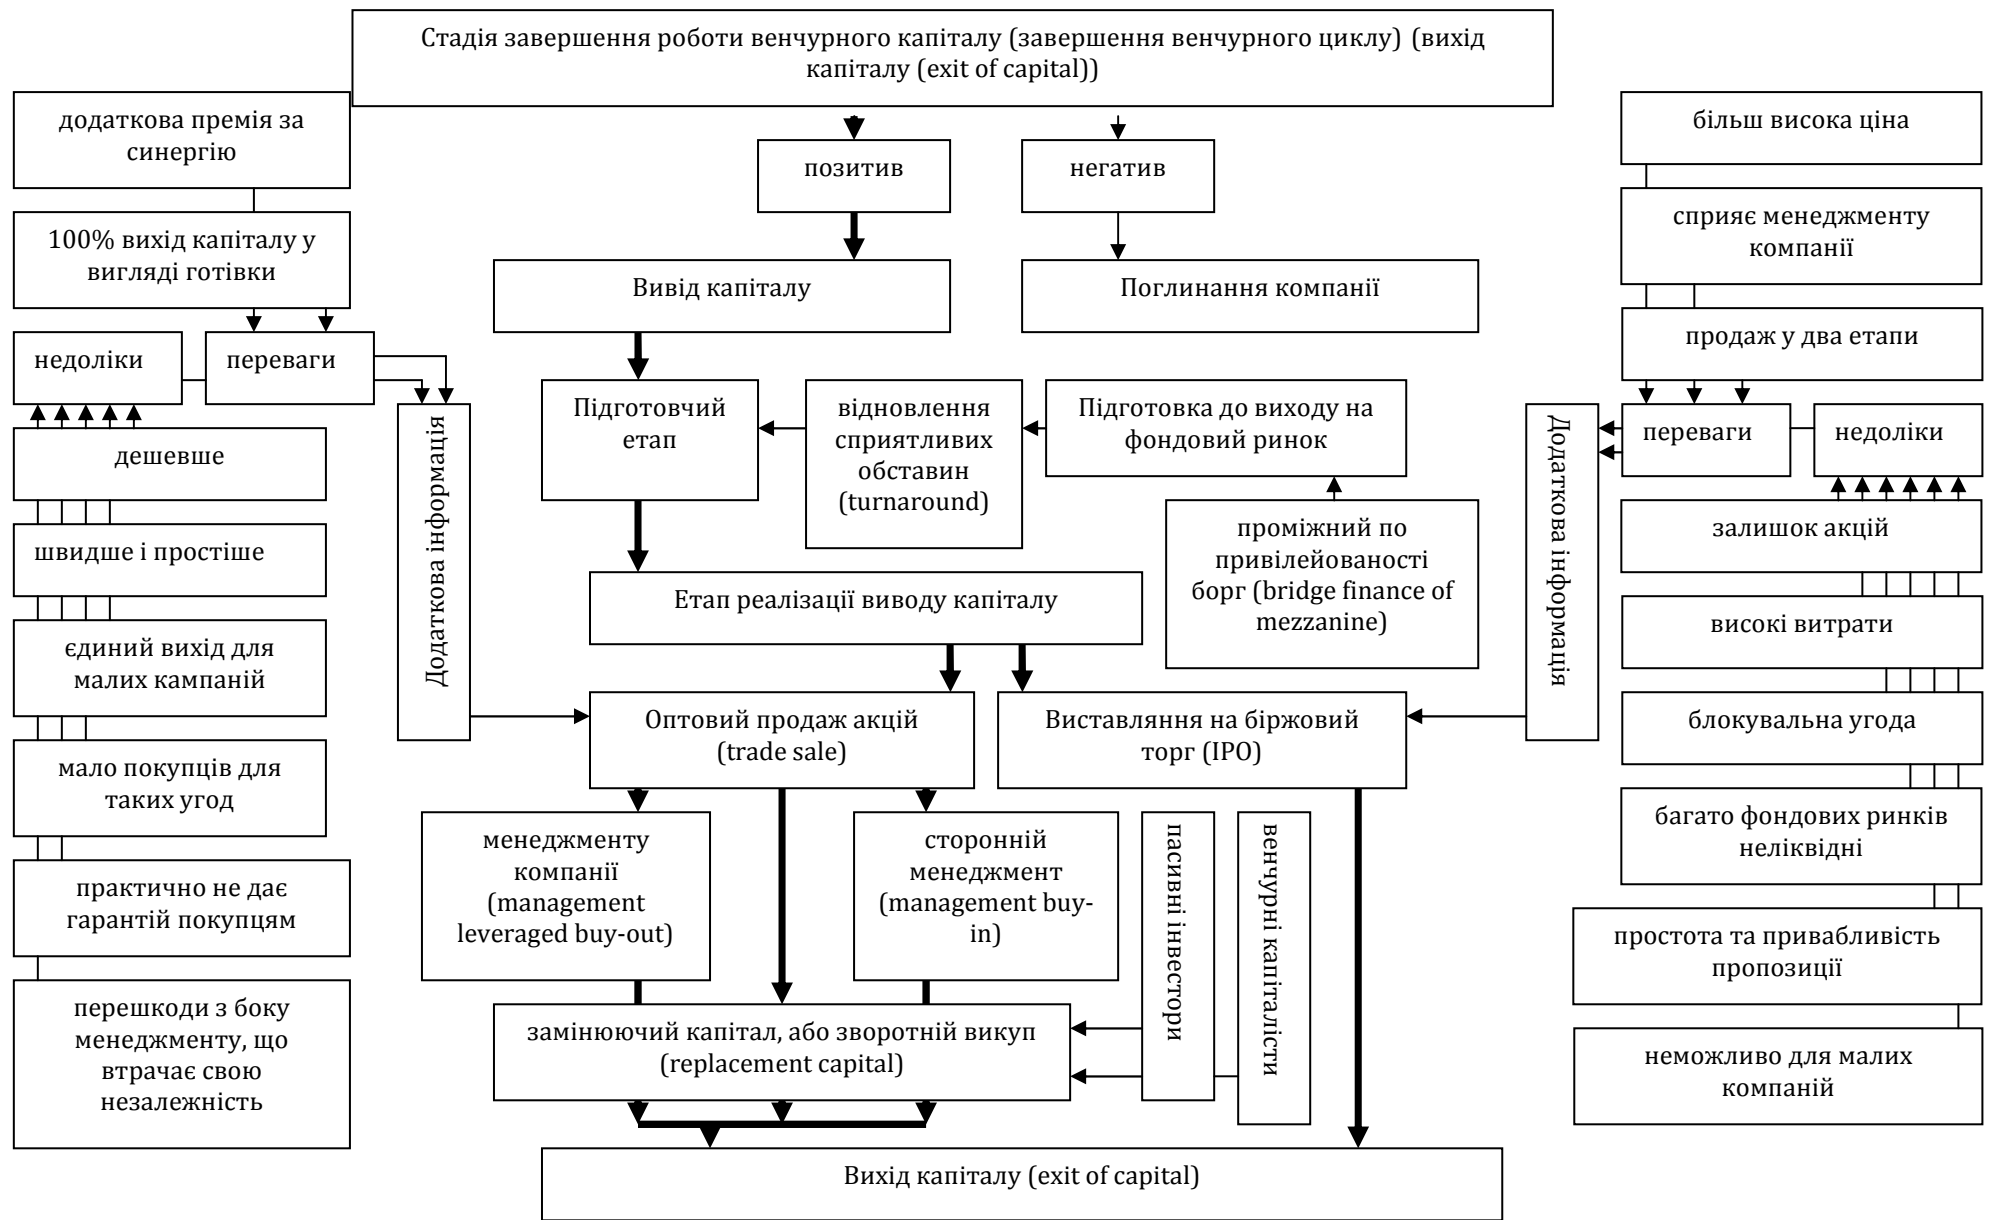 Стадія завершення роботи венчурного капіталу (завершення венчурного циклу) (вихід
капіталу (exit of capital))
додаткова премія за
синергію
100% вихід капіталу у
вигляді готівки
недоліки
переваги
дешевше
швидше і простіше
єдиний вихід для
малих кампаній
мало покупців для
таких угод
практично не дає
гарантій покупцям
перешкоди з боку
менеджменту, що
втрачає свою
незалежність
Додаткова інформація
позитив
негатив
Вивід капіталу
Поглинання компанії
Підготовчий
етап
відновлення
сприятливих
обставин
(turnaround)
Підготовка до виходу на
фондовий ринок
проміжний по
привілейованості
борг (bridge finance of
mezzanine)
Етап реалізації виводу капіталу
Оптовий продаж акцій
(trade sale)
Виставляння на біржовий
торг (IPO)
менеджменту
компанії
(management
leveraged buy-out)
сторонній
менеджмент
(management buy-
in)
пасивні інвестори
венчурні капіталісти
замінюючий капітал, або зворотній викуп
(replacement capital)
Вихід капіталу (exit of capital)
Додаткова інформація
більш висока ціна
сприяє менеджменту
компанії
продаж у два етапи
переваги
недоліки
залишок акцій
високі витрати
блокувальна угода
багато фондових ринків
неліквідні
простота та привабливість
пропозиції
неможливо для малих
компаній